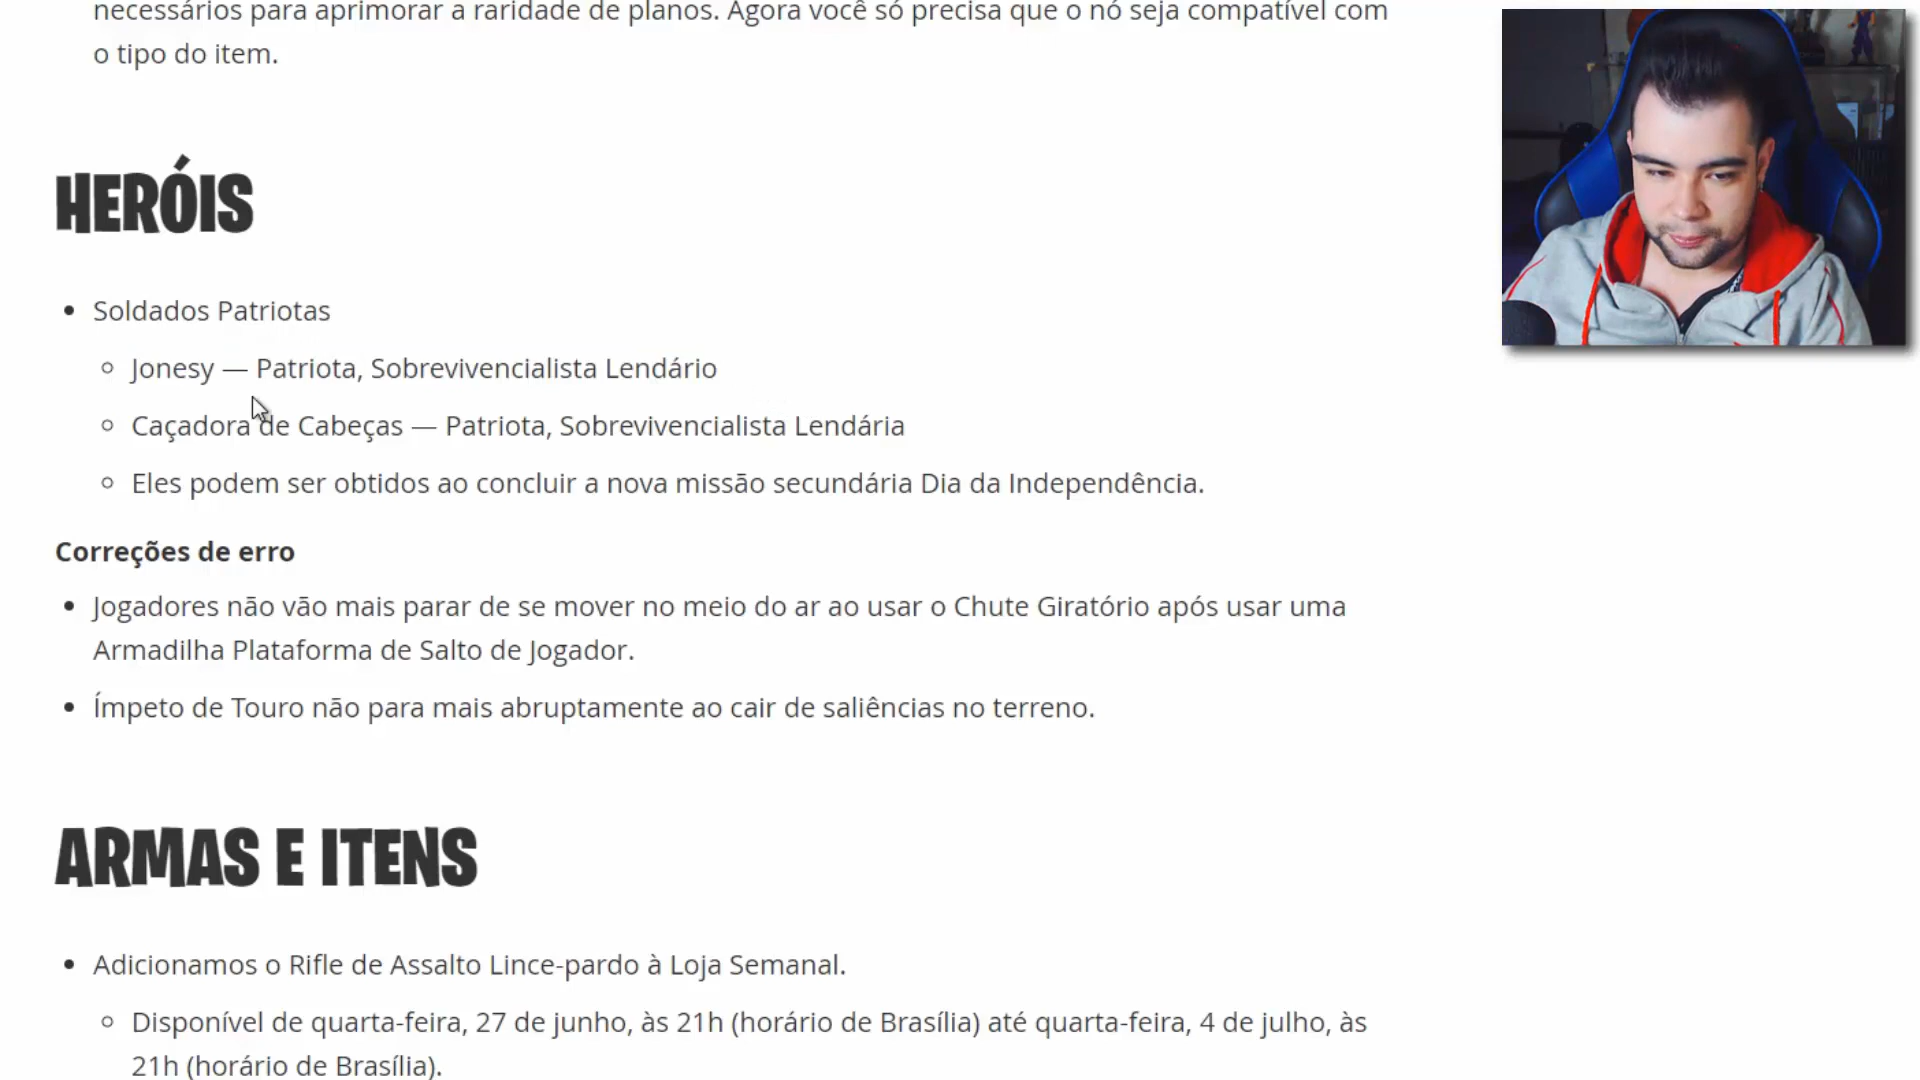 necessários para aprimorar a raridade de planos. Agora você só precisa que o nó seja compatível com
o tipo do item.
HERÓIS
Soldados Patriotas
Jonesy — Patriota, Sobrevivencialista Lendário
Caçadora de Cabeças — Patriota, Sobrevivencialista Lendária
Eles podem ser obtidos ao concluir a nova missão secundária Dia da Independência.
Correções de erro
Jogadores não vão mais parar de se mover no meio do ar ao usar o Chute Giratório após usar uma
Armadilha Plataforma de Salto de Jogador.
Ímpeto de Touro não para mais abruptamente ao cair de saliências no terreno.
ARMAS E ITENS
Adicionamos o Rifle de Assalto Lince-pardo à Loja Semanal.
Disponível de quarta-feira, 27 de junho, às 21h (horário de Brasília) até quarta-feira, 4 de julho, às
21h (horário de Brasília).